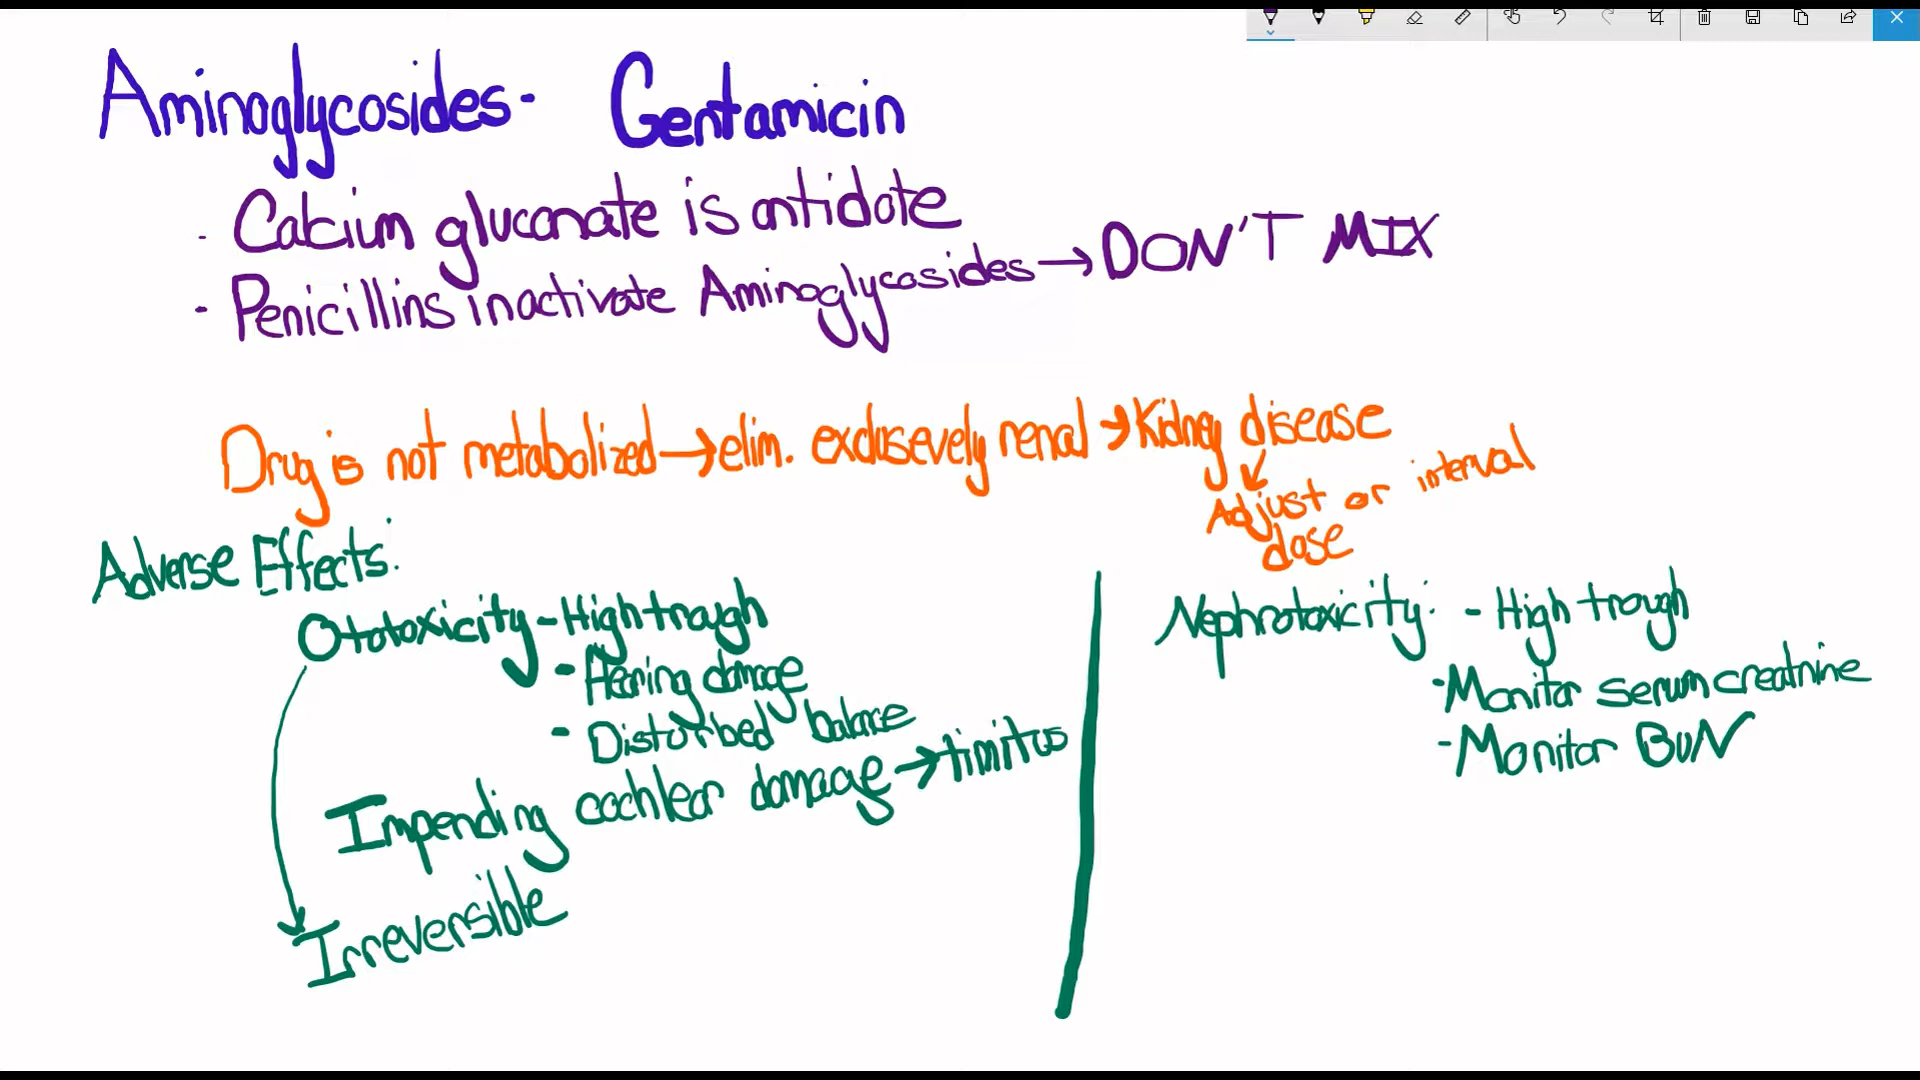 Aminoglycosides- Gentamicin
· Calcium gluconate is antidote
- Penicillins inactivate Aminoglycosides → DON'T MIX
Drug is not metabolized → elim. exclusevely renal → Kidney disease
↓
Adjust or interval
dose
Adverse Effects:
Ototoxicity - High trough
- Hearing damage
- Disturbed balance
Impending cochlear damage → tinnitus
Irreversible
Nephrotoxicity: - High trough
- Monitor serum creatnine
- Monitor BUN